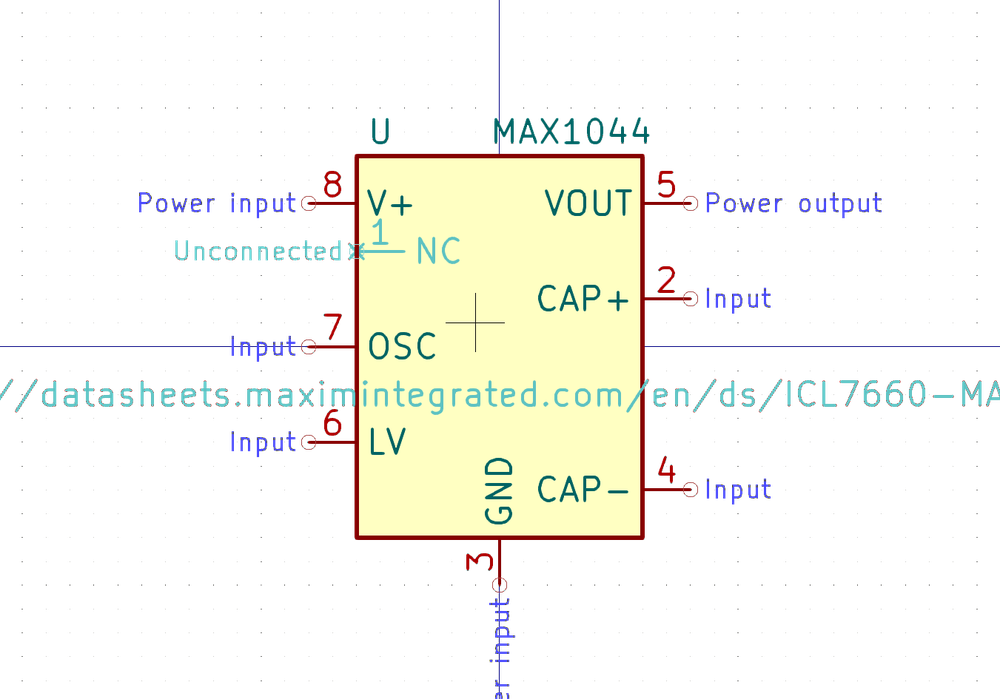 U MAX1044
Power input 8 V+ VOUT 5 Power output
Unconnected 1 NC
CAP+ 2 Input
Input 7 OSC
//datasheets.maximintegrated.com/en/ds/ICL7660-MA
Input 6 LV
GND CAP- 4 Input
3
input